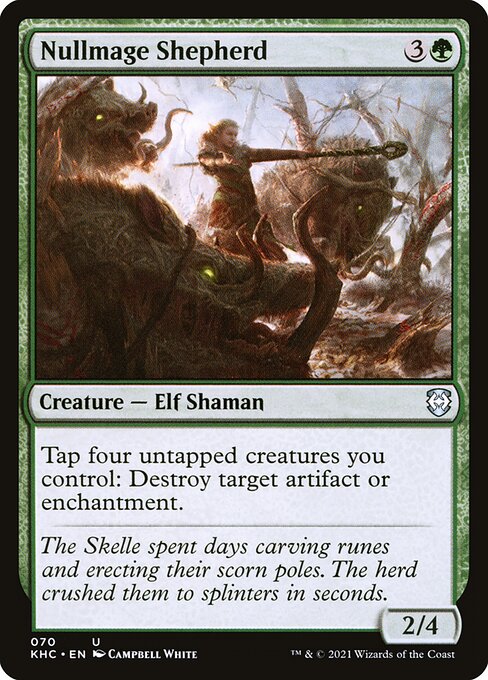 Nullmage Shepherd 3
Creature — Elf Shaman
Tap four untapped creatures you
control: Destroy target artifact or
enchantment.
The Skelle spent days carving runes
and erecting their scorn poles. The herd
crushed them to splinters in seconds.
2/4
070 U
KHC • EN CAMPBELL WHITE ™ & © 2021 Wizards of the Coast